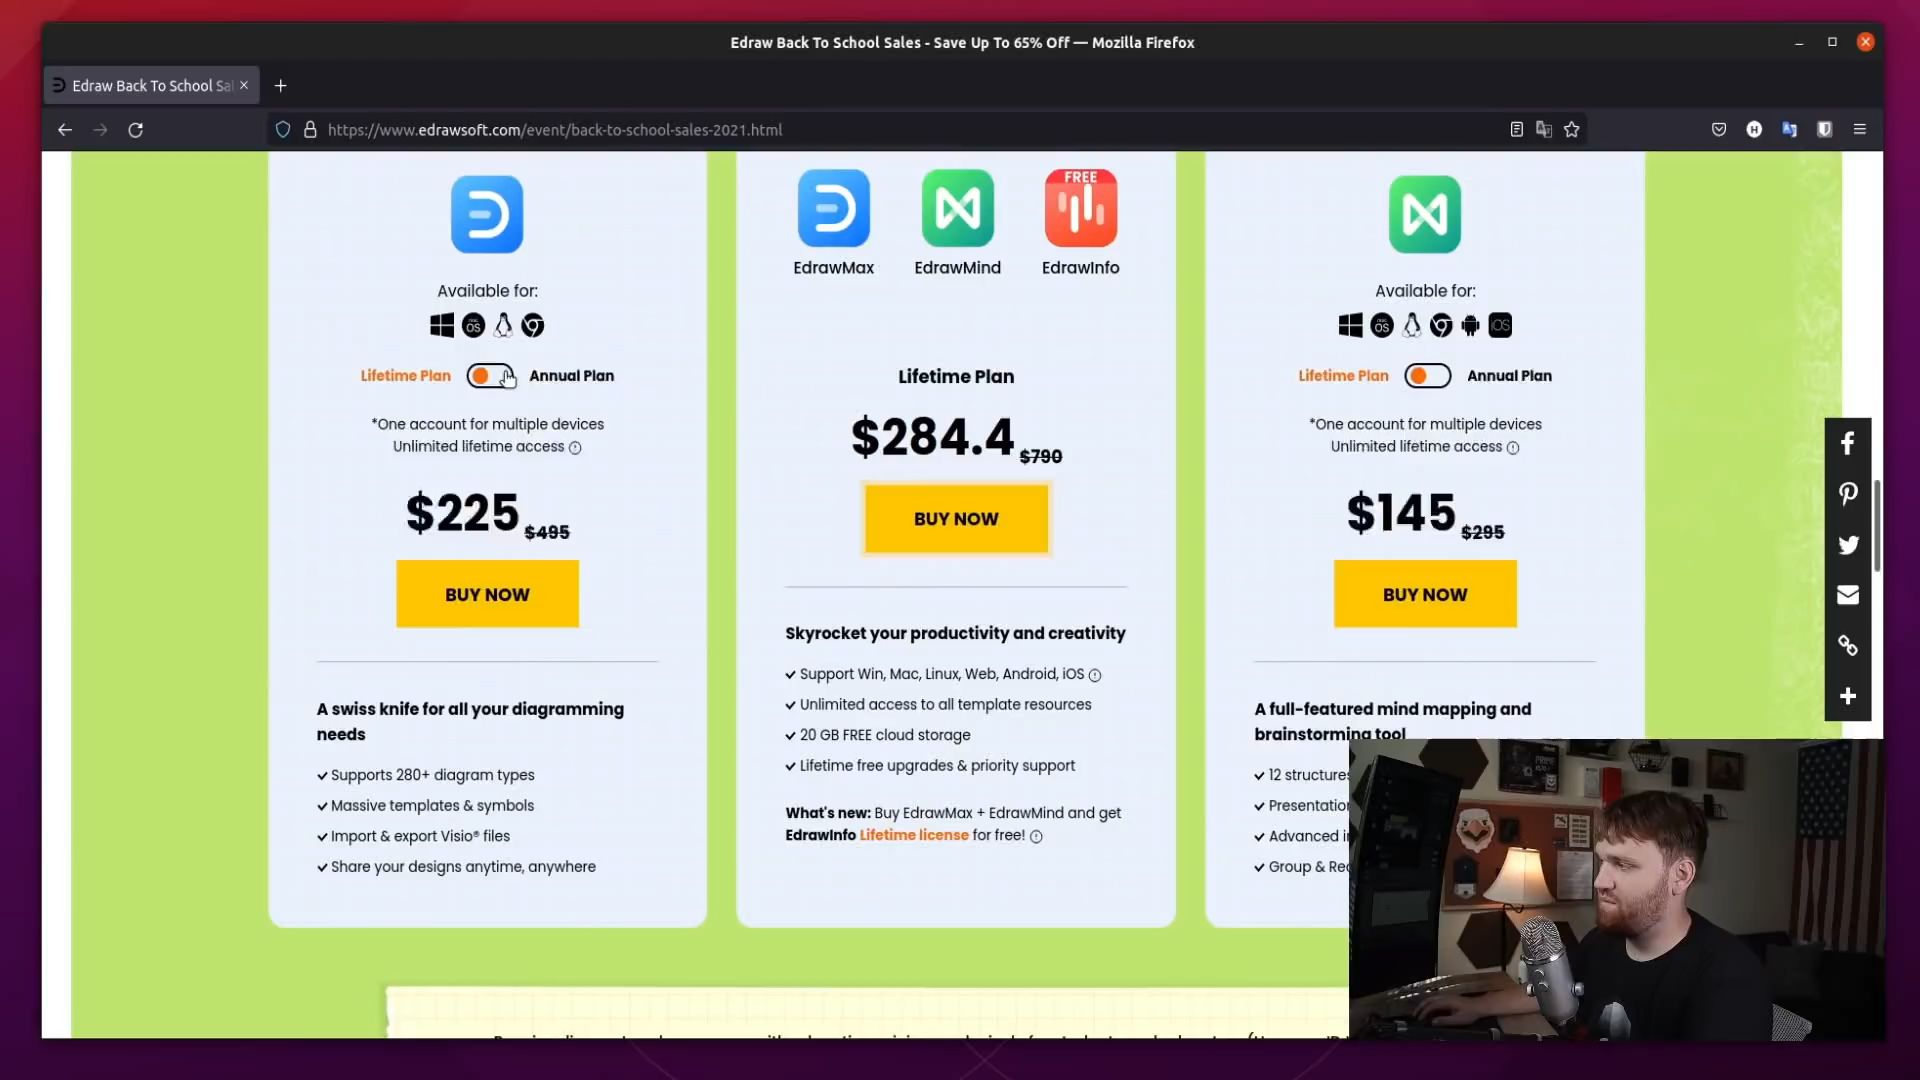 Edraw Back To School Sales - Save Up To 65% Off — Mozilla Firefox
Edraw Back To School Sal
https://www.edrawsoft.com/event/back-to-school-sales-2021.html
Available for:
Lifetime Plan Annual Plan
*One account for multiple devices
Unlimited lifetime access
$225 $495
BUY NOW
A swiss knife for all your diagramming
needs
Supports 280+ diagram types
Massive templates & symbols
Import & export Visio® files
Share your designs anytime, anywhere
FREE
EdrawMax EdrawMind EdrawInfo
Lifetime Plan
$284.4 $790
BUY NOW
Skyrocket your productivity and creativity
Support Win, Mac, Linux, Web, Android, iOS
Unlimited access to all template resources
20 GB FREE cloud storage
Lifetime free upgrades & priority support
What's new: Buy EdrawMax + EdrawMind and get
EdrawInfo Lifetime license for free!
Available for:
Lifetime Plan Annual Plan
*One account for multiple devices
Unlimited lifetime access
$145 $295
BUY NOW
A full-featured mind mapping and
brainstorming tool
12 structures
Presentation
Advanced
Group &